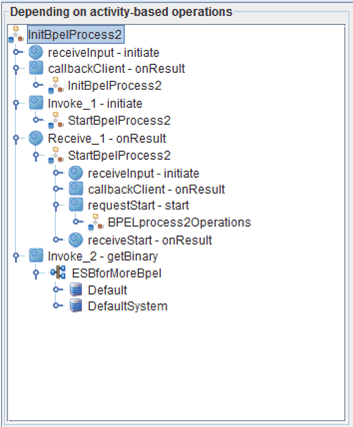 Depending on activity-based operations
InitBpelProcess2
receiveInput - initiate
callbackClient - onResult
InitBpelProcess2
Invoke_1 - initiate
StartBpelProcess2
Receive_1 - onResult
StartBpelProcess2
receiveInput - initiate
callbackClient - onResult
requestStart - start
BPELprocess2Operations
receiveStart - onResult
Invoke_2 - getBinary
ESBforMoreBpel
Default
DefaultSystem